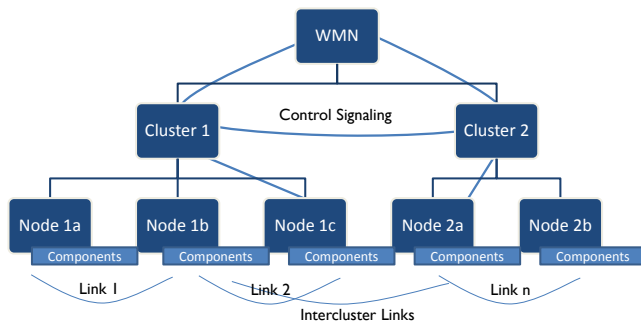 WMN
Control Signaling
Cluster 1
Cluster 2
Node 1a
Node 1b
Node 1c
Node 2a
Node 2b
Components
Components
Components
Components
Components
Link 1
Link 2
Link n
Intercluster Links